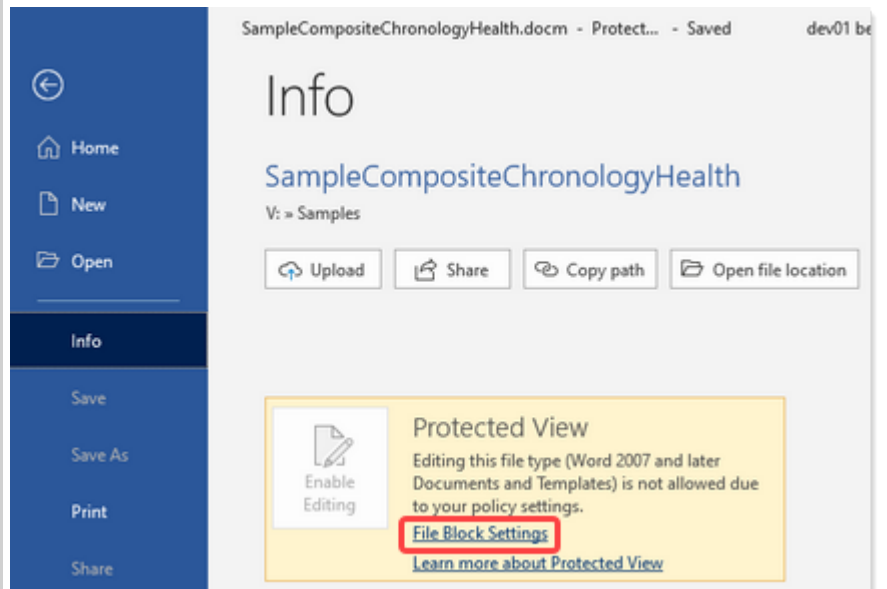 SampleCompositeChronologyHealth.docm - Protect... - Saved dev01 be
Info
Home
SampleCompositeChronologyHealth
New
V: » Samples
Open
Upload Share Copy path Open file location
Info
Save
Protected View
Editing this file type (Word 2007 and later
Documents and Templates) is not allowed due
to your policy settings.
File Block Settings
Learn more about Protected View
Enable
Editing
Save As
Print
Share